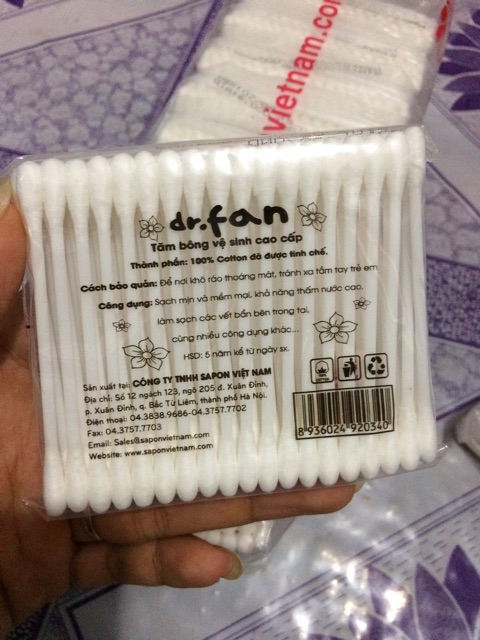 vietnam.com
dr.fan
Tăm bông vệ sinh cao cấp
Thành phần: 100% Cotton đã được tinh chế.
Cách bảo quản: Để nơi khô ráo thoáng mát, tránh xa tầm tay trẻ em
Công dụng: Sạch mịn và mềm mại, khả năng thấm nước cao.
làm sạch các vết bẩn bên trong tai,
cùng nhiều công dụng khác...
HSD: 5 năm kể từ ngày sx.
Sản xuất tại: CÔNG TY TNHH SAPON VIỆT NAM
Địa chỉ: Số 12 ngách 123, ngõ 205 đ. Xuân Đỉnh,
p. Xuân Đỉnh, q. Bắc Từ Liêm, thành phố Hà Nội.
Điện thoại: 04.3838.9686-04.3757.7702
Fax: 04.3757.7703
Email: Sales@saponvietnam.com
Website: www.saponvietnam.com
8 936024 920340